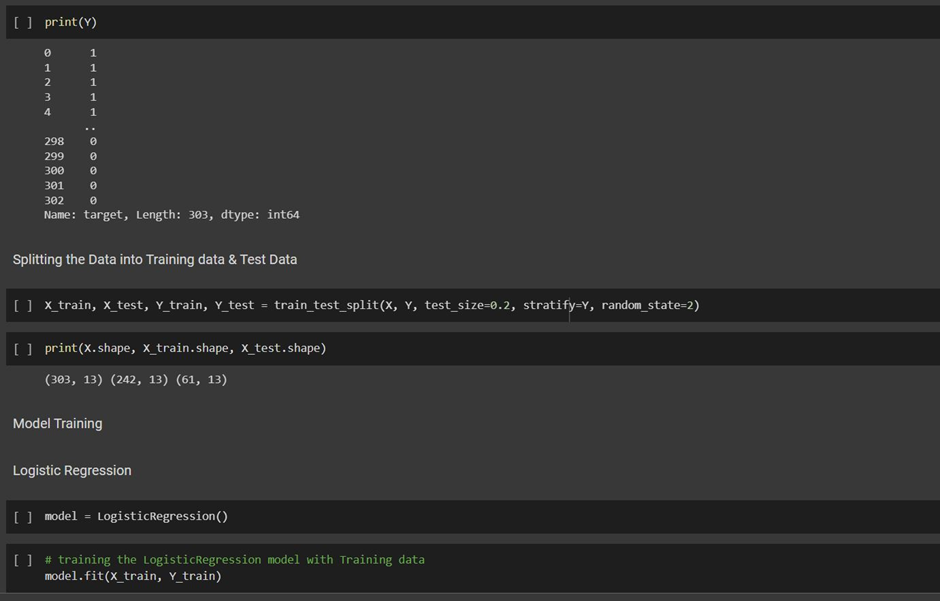 [ ] print(Y)
0 1
1 1
2 1
3 1
4 1
..
298 0
299 0
300 0
301 0
302 0
Name: target, Length: 303, dtype: int64
Splitting the Data into Training data & Test Data
[ ] X_train, X_test, Y_train, Y_test = train_test_split(X, Y, test_size=0.2, stratify=Y, random_state=2)
[ ] print(X.shape, X_train.shape, X_test.shape)
(303, 13) (242, 13) (61, 13)
Model Training
Logistic Regression
[ ] model = LogisticRegression()
[ ] # training the LogisticRegression model with Training data
model.fit(X_train, Y_train)